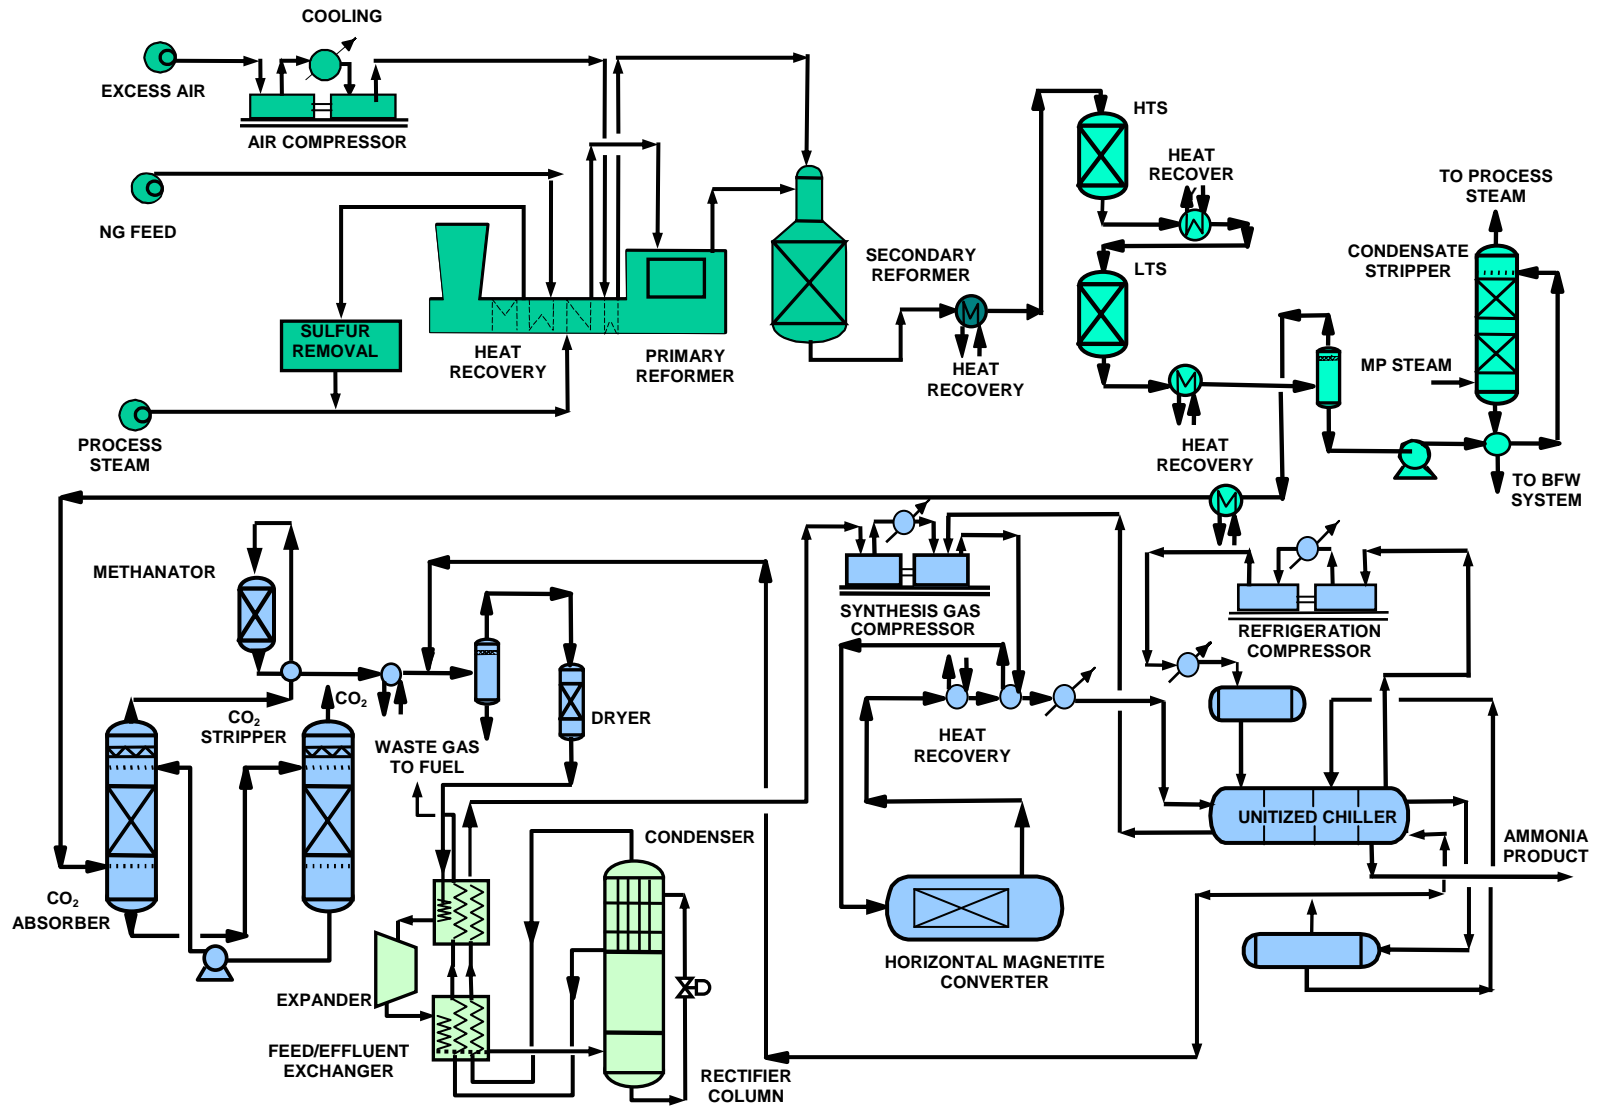 COOLING
EXCESS AIR
AIR COMPRESSOR
NG FEED
SULFUR
REMOVAL
HEAT
RECOVERY
PRIMARY
REFORMER
PROCESS
STEAM
SECONDARY
REFORMER
HEAT
RECOVERY
HTS
HEAT
RECOVER
Y
LTS
HEAT
RECOVERY
TO PROCESS
STEAM
CONDENSATE
STRIPPER
MP STEAM
TO BFW
SYSTEM
METHANATOR
CO2
STRIPPER
CO2
CO2
ABSORBER
DRYER
WASTE GAS
TO FUEL
EXPANDER
FEED/EFFLUENT
EXCHANGER
CONDENSER
RECTIFIER
COLUMN
SYNTHESIS GAS
COMPRESSOR
HEAT
RECOVERY
HORIZONTAL MAGNETITE
CONVERTER
REFRIGERATION
COMPRESSOR
UNITIZED CHILLER
AMMONIA
PRODUCT